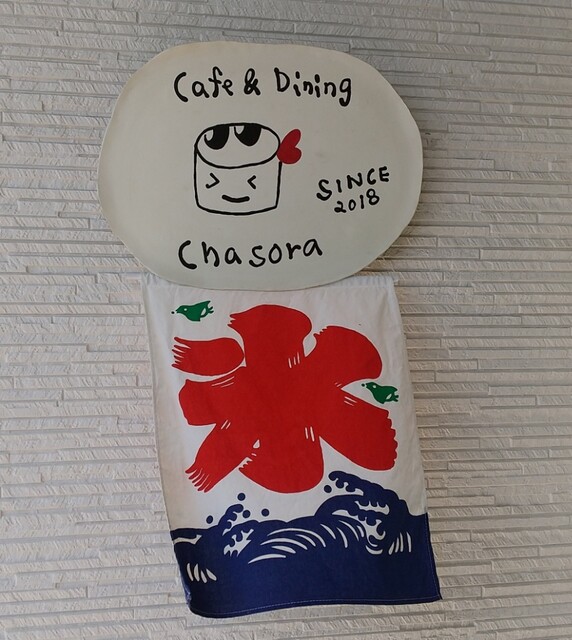 Cafe & Dining
SINCE
2018
Chasora
氷